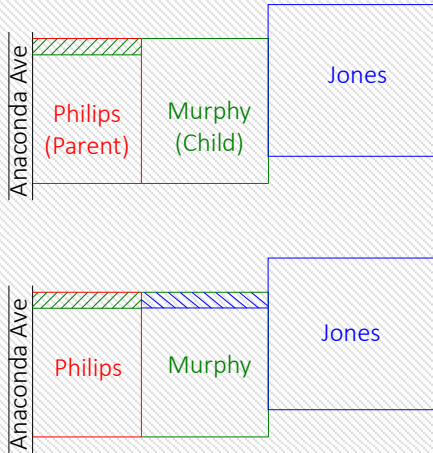 Anaconda Ave
Philips
(Parent)
Murphy
(Child)
Jones
Anaconda Ave
Philips
Murphy
Jones